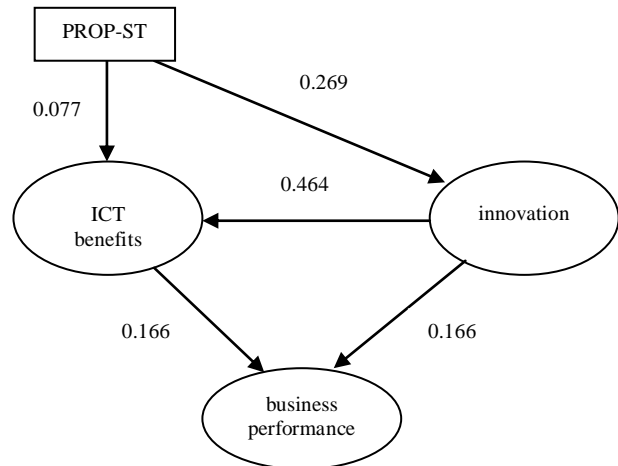 PROP-ST
0.269
0.077
0.464
ICT
benefits
innovation
0.166
0.166
business
performance